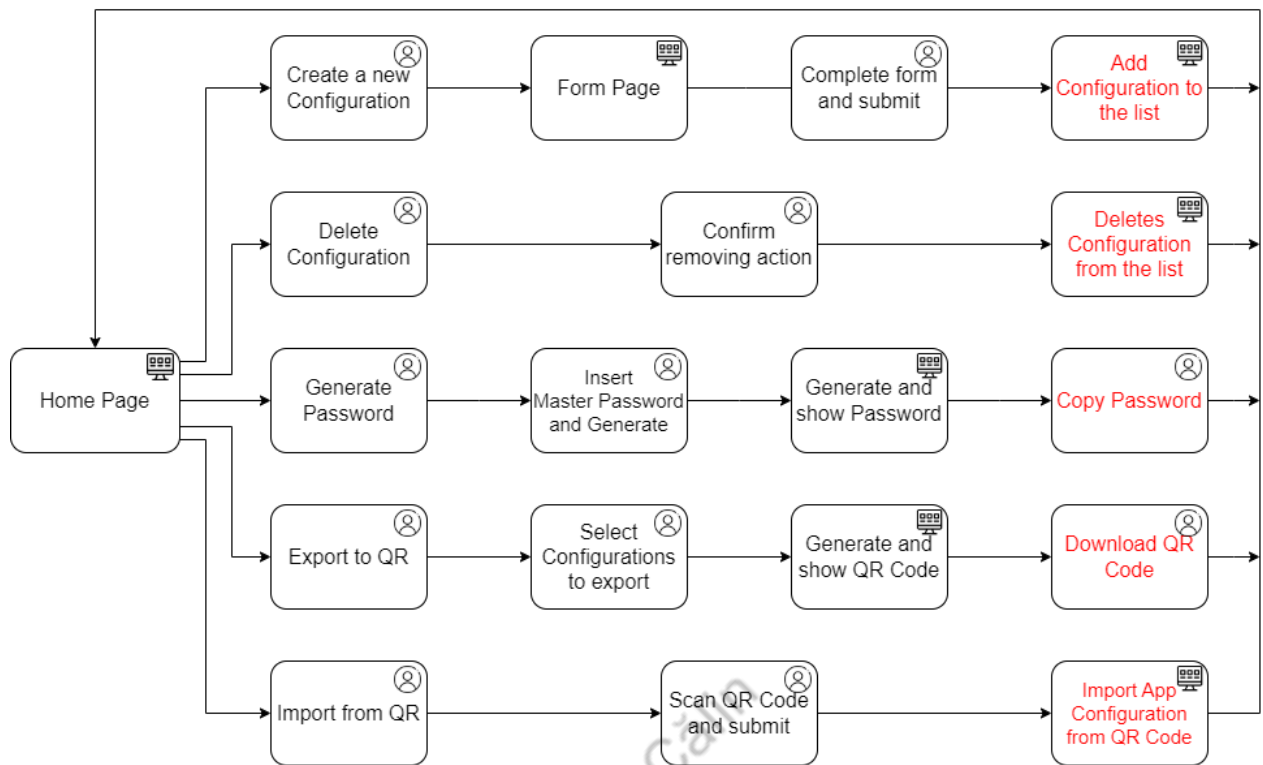 Create a new
Configuration
Form Page
Complete form
and submit
Add
Configuration to
the list
Delete
Configuration
Confirm
removing action
Deletes
Configuration
from the list
Home Page
Generate
Password
Insert
Master Password
and Generate
Generate and
show Password
Copy Password
Export to QR
Select
Configurations
to export
Generate and
show QR Code
Download QR
Code
Import from QR
Scan QR Code
and submit
Import App
Configuration
from QR Code
Călin